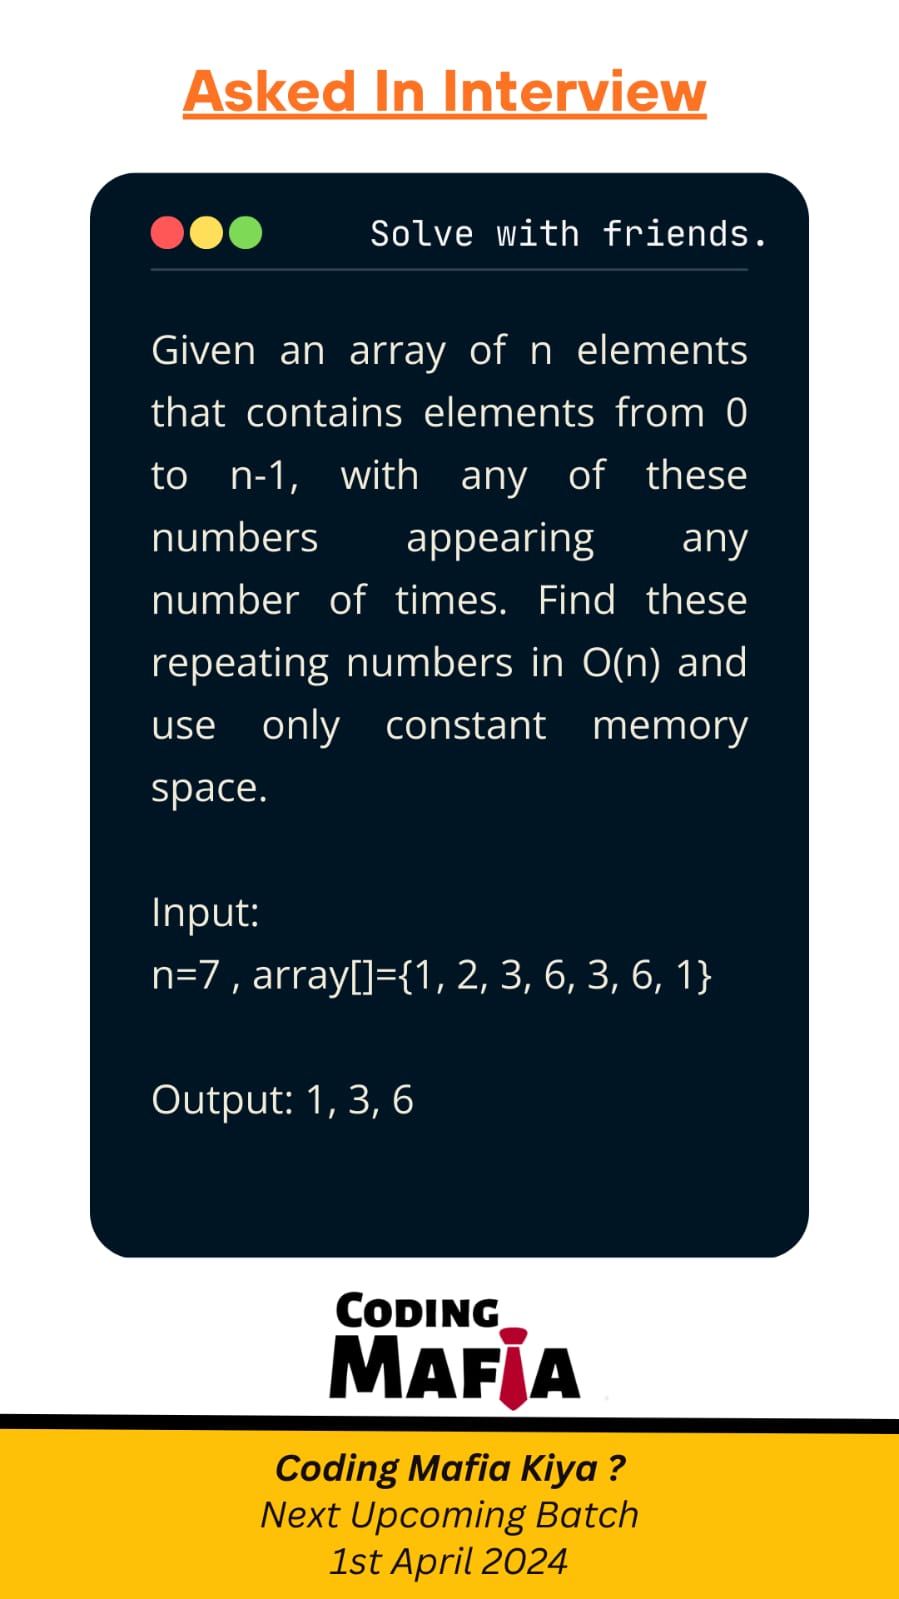 Asked In Interview
Solve with friends.
Given an array of n elements
that contains elements from 0
to n-1, with any of these
numbers appearing any
number of times. Find these
repeating numbers in O(n) and
use only constant memory
space.
Input:
n=7 , array[]={1, 2, 3, 6, 3, 6, 1}
Output: 1, 3, 6
CODING
MAFIA
Coding Mafia Kiya ?
Next Upcoming Batch
1st April 2024